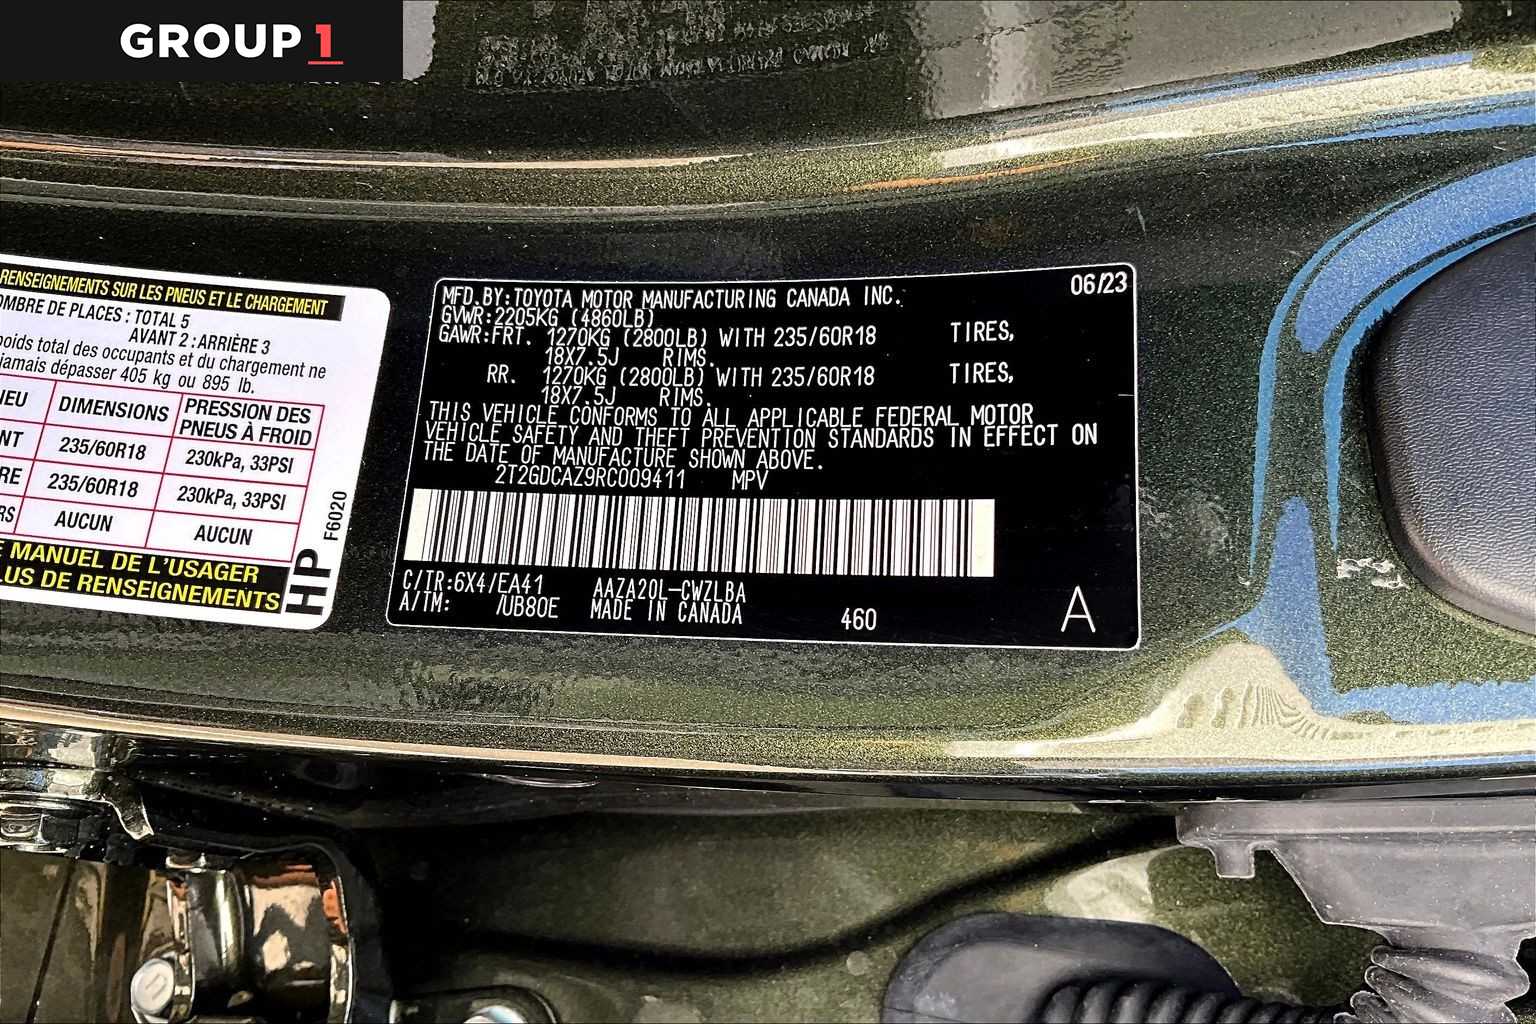 GROUP 1
RENSEIGNEMENTS SUR LES PNEUS ET LE CHARGEMENT
OMBRE DE PLACES : TOTAL 5
AVANT 2 : ARRIÈRE 3
poids total des occupants et du chargement ne
jamais dépasser 405 kg ou 895 lb.
NEU DIMENSIONS PRESSION DES PNEUS À FROID
NT 235/60R18 230kPa, 33PSI
RE 235/60R18 230kPa, 33PSI
RS AUCUN AUCUN
E MANUEL DE L'USAGER
LUS DE RENSEIGNEMENTS
HP F6020
06/23
MFD.BY:TOYOTA MOTOR MANUFACTURING CANADA INC.
GVWR:2205KG (4860LB)
GAWR:FRT. 1270KG (2800LB) WITH 235/60R18 TIRES,
18X7.5J RIMS.
RR. 1270KG (2800LB) WITH 235/60R18 TIRES,
18X7.5J RIMS.
THIS VEHICLE CONFORMS TO ALL APPLICABLE FEDERAL MOTOR
VEHICLE SAFETY AND THEFT PREVENTION STANDARDS IN EFFECT ON
THE DATE OF MANUFACTURE SHOWN ABOVE.
2T2GDCAZ9RC009411 MPV
C/TR:6X4/EA41 AAZA20L-CWZLBA
A/TM: /UB80E MADE IN CANADA 460 A